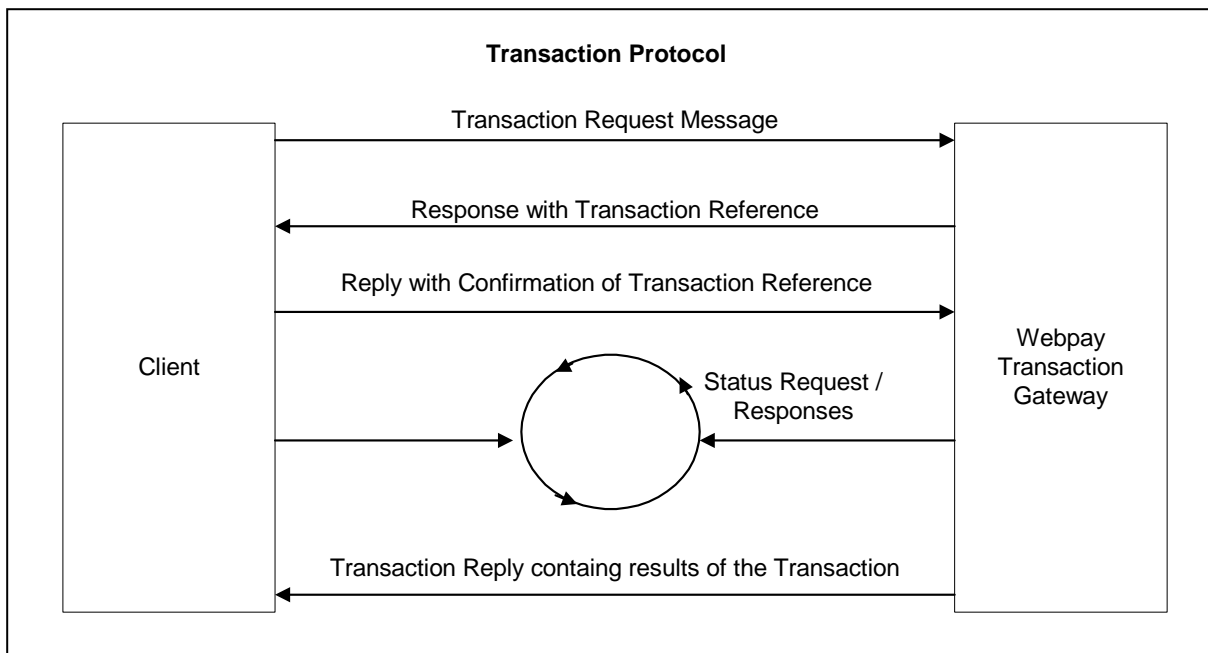 Transaction Protocol
Transaction Request Message
Response with Transaction Reference
Reply with Confirmation of Transaction Reference
Client
Status Request /
Responses
Webpay
Transaction
Gateway
Transaction Reply containg results of the Transaction